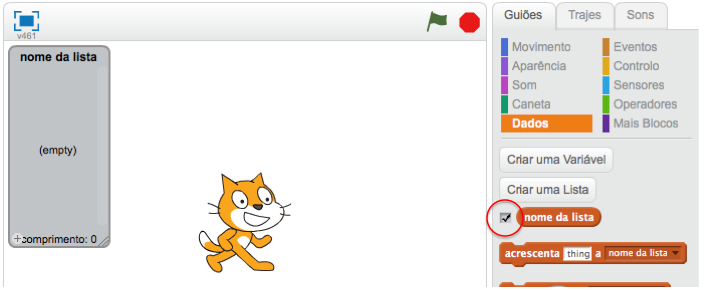 v461
nome da lista
(empty)
+comprimento: 0
Guiões
Trajes
Sons
Movimento
Eventos
Aparência
Controlo
Som
Sensores
Caneta
Operadores
Dados
Mais Blocos
Criar uma Variável
Criar uma Lista
nome da lista
acrescenta thing a nome da lista